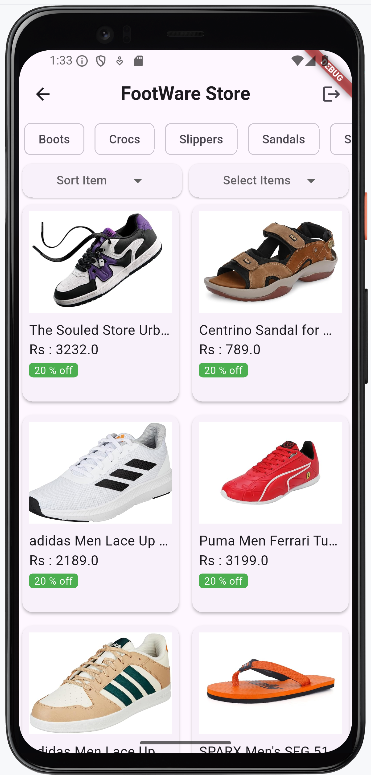 1:33
DEBUG
FootWare Store
Boots
Crocs
Slippers
Sandals
S
Sort Item
Select Items
The Souled Store Urb...
Centrino Sandal for ...
Rs : 3232.0
Rs : 789.0
20 % off
20 % off
adidas Men Lace Up ...
Puma Men Ferrari Tu...
Rs : 2189.0
Rs : 3199.0
20 % off
20 % off
adidas Men Lace Up
SPARX Men's SFG 51